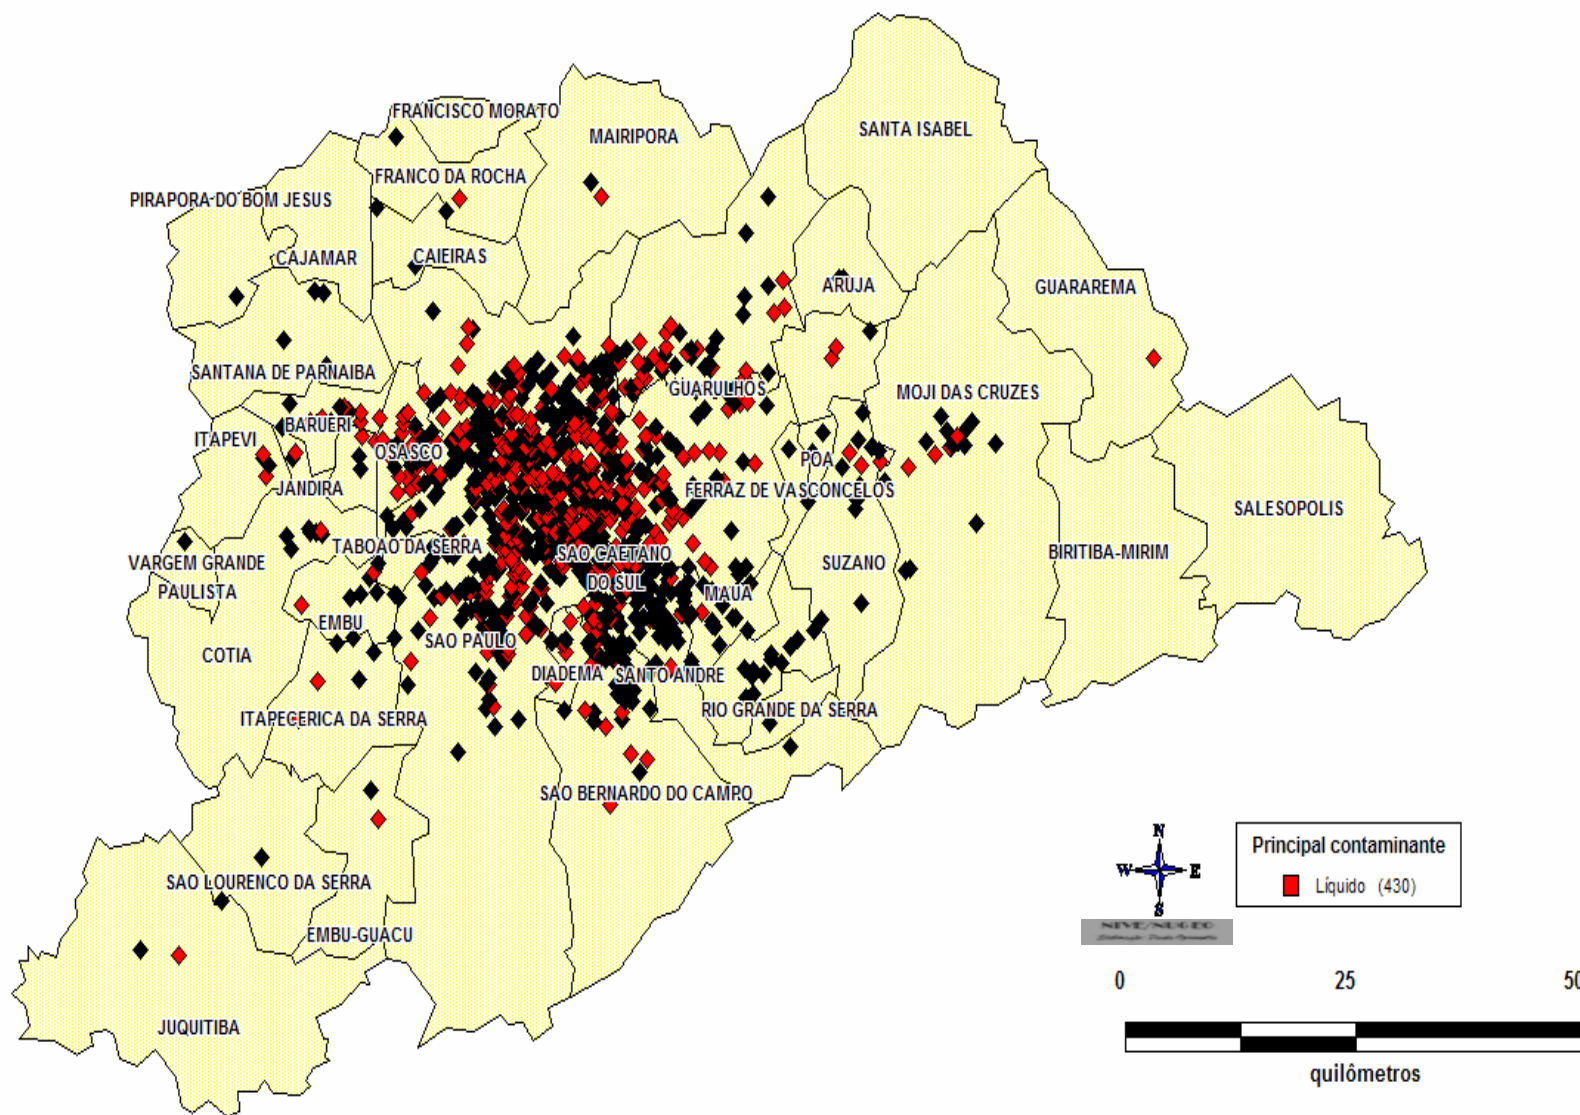 FRANCISCO MORATO
MAIRIPORA
SANTA ISABEL
FRANCO DA ROCHA
PIRAPORA DO BOM JESUS
CAJAMAR
CAIEIRAS
ARUJA
GUARAREMA
SANTANA DE PARNAIBA
GUARULHOS
MOJI DAS CRUZES
BARUERI
ITAPEVI
OSASCO
POA
JANDIRA
FERRAZ DE VASCONCELOS
SALESOPOLIS
TABOAO DA SERRA
SAO CAETANO
DO SUL
BIRITIBA-MIRIM
VARGEM GRANDE
PAULISTA
SUZANO
MAUA
EMBU
SAO PAULO
COTIA
DIADEMA
SANTO ANDRE
ITAPECERICA DA SERRA
RIO GRANDE DA SERRA
SAO BERNARDO DO CAMPO
SAO LOURENCO DA SERRA
EMBU-GUACU
JUQUITIBA
N
W
E
S
NIVE/NUGEO
Principal contaminante
Líquido (430)
0 25 50
quilômetros